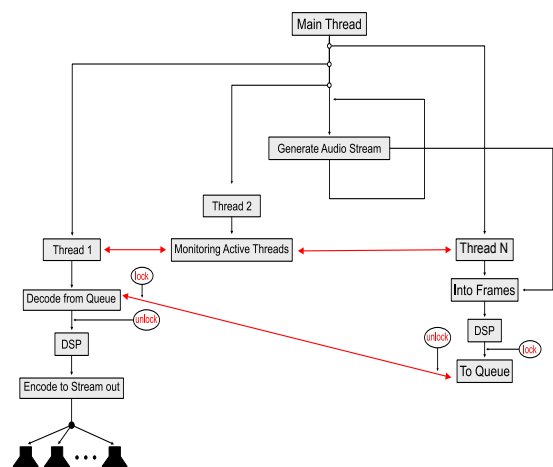 Main Thread
Generate Audio Stream
Thread 2
Thread 1
Monitoring Active Threads
Thread N
lock
Decode from Queue
Into Frames
unlock
unlock
DSP
DSP
lock
To Queue
Encode to Stream out